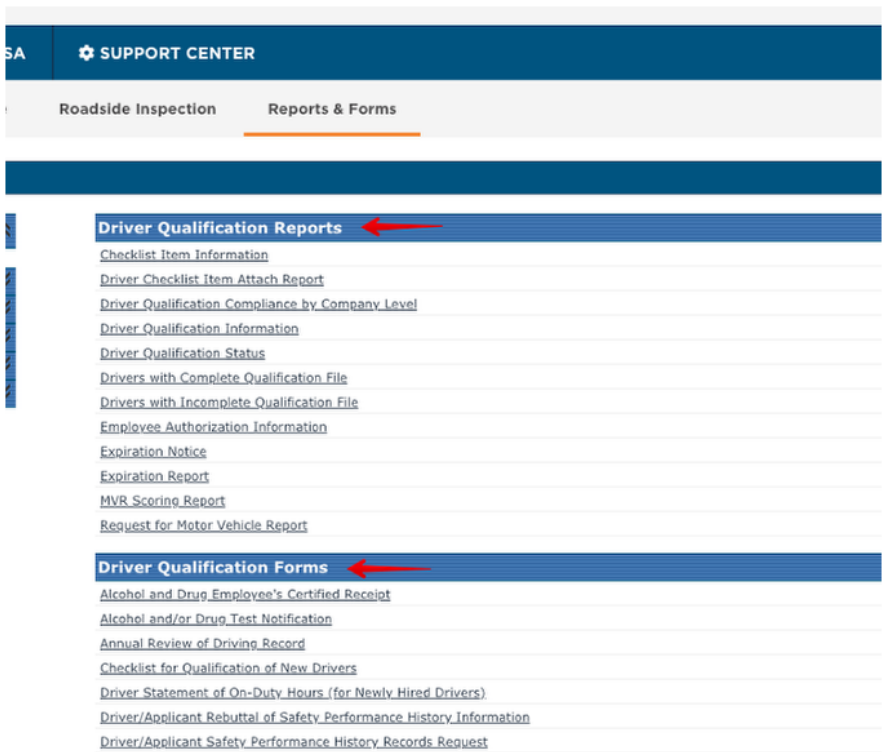 SA
SUPPORT CENTER
Roadside Inspection
Reports & Forms
Driver Qualification Reports
Checklist Item Information
Driver Checklist Item Attach Report
Driver Qualification Compliance by Company Level
Driver Qualification Information
Driver Qualification Status
Drivers with Complete Qualification File
Drivers with Incomplete Qualification File
Employee Authorization Information
Expiration Notice
Expiration Report
MVR Scoring Report
Request for Motor Vehicle Report
Driver Qualification Forms
Alcohol and Drug Employee's Certified Receipt
Alcohol and/or Drug Test Notification
Annual Review of Driving Record
Checklist for Qualification of New Drivers
Driver Statement of On-Duty Hours (for Newly Hired Drivers)
Driver/Applicant Rebuttal of Safety Performance History Information
Driver/Applicant Safety Performance History Records Request